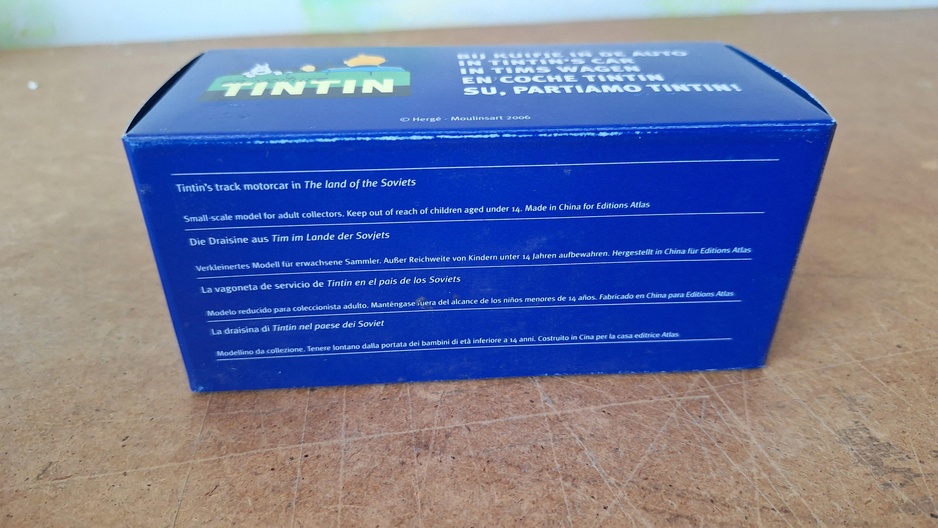 TINTIN
BIJ KUIFJE IN DE AUTO
IN TINTIN'S CAR
IN TIMS WAGEN
EN COCHE TINTIN
SU, PARTIAMO TINTIN!
© Hergé - Moulinsart 2006
Tintin's track motorcar in The land of the Soviets
Small-scale model for adult collectors. Keep out of reach of children aged under 14. Made in China for Editions Atlas
Die Draisine aus Tim im Lande der Sovjets
Verkleinertes Modell für erwachsene Sammler. Außer Reichweite von Kindern unter 14 Jahren aufbewahren. Hergestellt in China für Editions Atlas
La vagoneta de servicio de Tintin en el pais de los Soviets
Modelo reducido para coleccionista adulto. Manténgase fuera del alcance de los niños menores de 14 años. Fabricado en China para Editions Atlas
La draisina di Tintin nel paese dei Soviet
Modellino da collezione. Tenere lontano dalla portata dei bambini di età inferiore a 14 anni. Costruito in Cina per la casa editrice Atlas